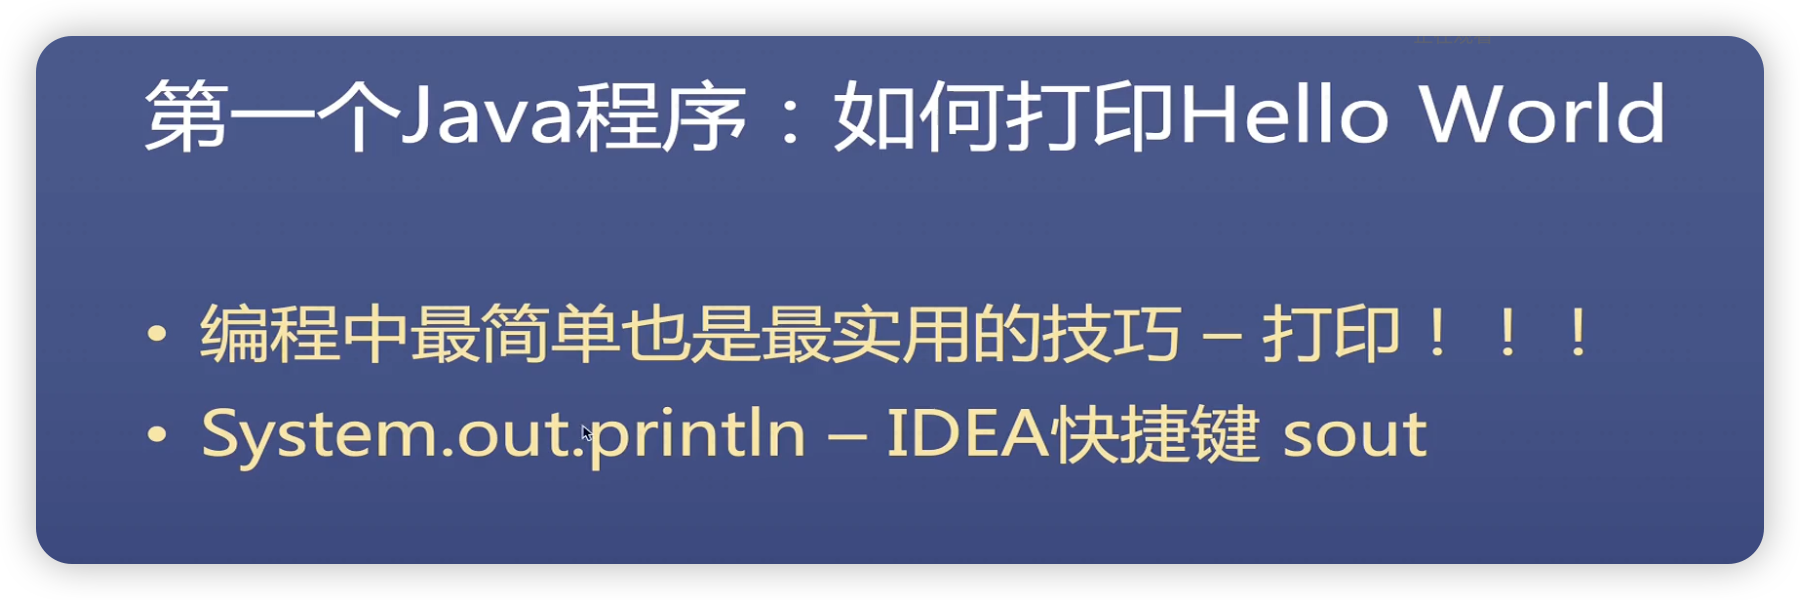 第一个Java程序：如何打印Hello World
• 编程中最简单也是最实用的技巧 – 打印！！！
• System.out.println – IDEA快捷键 sout